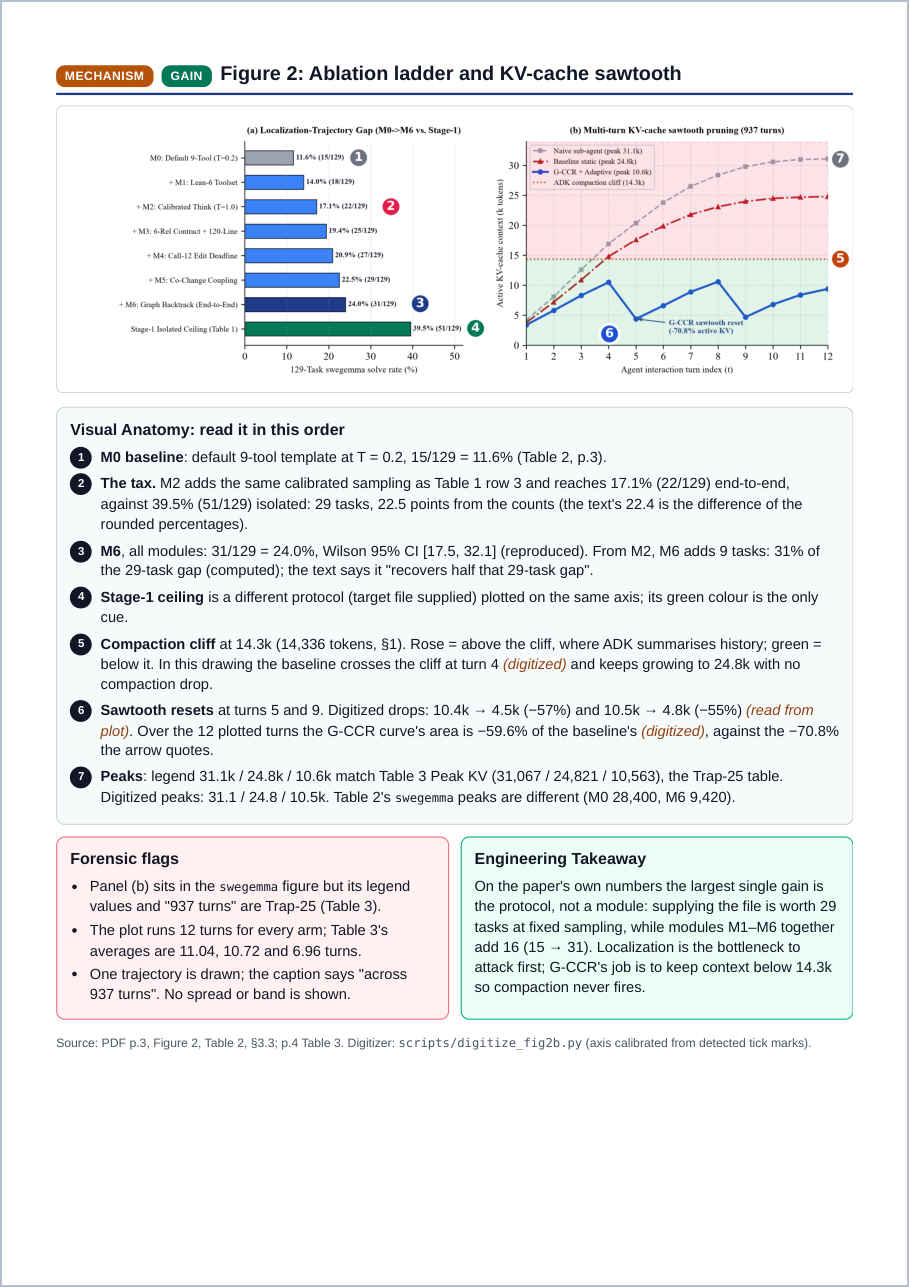 MECHANISM GAIN Figure 2: Ablation ladder and KV-cache sawtooth
(a) Localization-Trajectory Gap (M0->M6 vs. Stage-1)
M0: Default 9-Tool (T=0.2) 11.6% (15/129) 1
+ M1: Lean-6 Toolset 14.0% (18/129)
+ M2: Calibrated Think (T=1.0) 17.1% (22/129) 2
+ M3: 6-Rel Contract + 120-Line 19.4% (25/129)
+ M4: Call-12 Edit Deadline 20.9% (27/129)
+ M5: Co-Change Coupling 22.5% (29/129)
+ M6: Graph Backtrack (End-to-End) 24.0% (31/129) 3
Stage-1 Isolated Ceiling (Table 1) 39.5% (51/129) 4
0 10 20 30 40 50
129-Task swegemma solve rate (%)
(b) Multi-turn KV-cache sawtooth pruning (937 turns)
Naive sub-agent (peak 31.1k)
Baseline static (peak 24.8k)
G-CCR + Adaptive (peak 10.6k)
ADK compaction cliff (14.3k)
7
5
6
Active KV-cache context (k tokens)
30
25
20
15
10
5
0
G-CCR sawtooth reset
(-70.8% active KV)
1 2 3 4 5 6 7 8 9 10 11 12
Agent interaction turn index (t)
Visual Anatomy: read it in this order
1 M0 baseline: default 9-tool template at T = 0.2, 15/129 = 11.6% (Table 2, p.3).
2 The tax. M2 adds the same calibrated sampling as Table 1 row 3 and reaches 17.1% (22/129) end-to-end,
against 39.5% (51/129) isolated: 29 tasks, 22.5 points from the counts (the text's 22.4 is the difference of the
rounded percentages).
3 M6, all modules: 31/129 = 24.0%, Wilson 95% CI [17.5, 32.1] (reproduced). From M2, M6 adds 9 tasks: 31% of
the 29-task gap (computed); the text says it "recovers half that 29-task gap".
4 Stage-1 ceiling is a different protocol (target file supplied) plotted on the same axis; its green colour is the only
cue.
5 Compaction cliff at 14.3k (14,336 tokens, §1). Rose = above the cliff, where ADK summarises history; green =
below it. In this drawing the baseline crosses the cliff at turn 4 (digitized) and keeps growing to 24.8k with no
compaction drop.
6 Sawtooth resets at turns 5 and 9. Digitized drops: 10.4k → 4.5k (−57%) and 10.5k → 4.8k (−55%) (read from
plot). Over the 12 plotted turns the G-CCR curve's area is −59.6% of the baseline's (digitized), against the −70.8%
the arrow quotes.
7 Peaks: legend 31.1k / 24.8k / 10.6k match Table 3 Peak KV (31,067 / 24,821 / 10,563), the Trap-25 table.
Digitized peaks: 31.1 / 24.8 / 10.5k. Table 2's swegemma peaks are different (M0 28,400, M6 9,420).
Forensic flags
• Panel (b) sits in the swegemma figure but its legend
values and "937 turns" are Trap-25 (Table 3).
• The plot runs 12 turns for every arm; Table 3's
averages are 11.04, 10.72 and 6.96 turns.
• One trajectory is drawn; the caption says "across
937 turns". No spread or band is shown.
Engineering Takeaway
On the paper's own numbers the largest single gain is
the protocol, not a module: supplying the file is worth 29
tasks at fixed sampling, while modules M1–M6 together
add 16 (15 → 31). Localization is the bottleneck to
attack first; G-CCR's job is to keep context below 14.3k
so compaction never fires.
Source: PDF p.3, Figure 2, Table 2, §3.3; p.4 Table 3. Digitizer: scripts/digitize_fig2b.py (axis calibrated from detected tick marks).